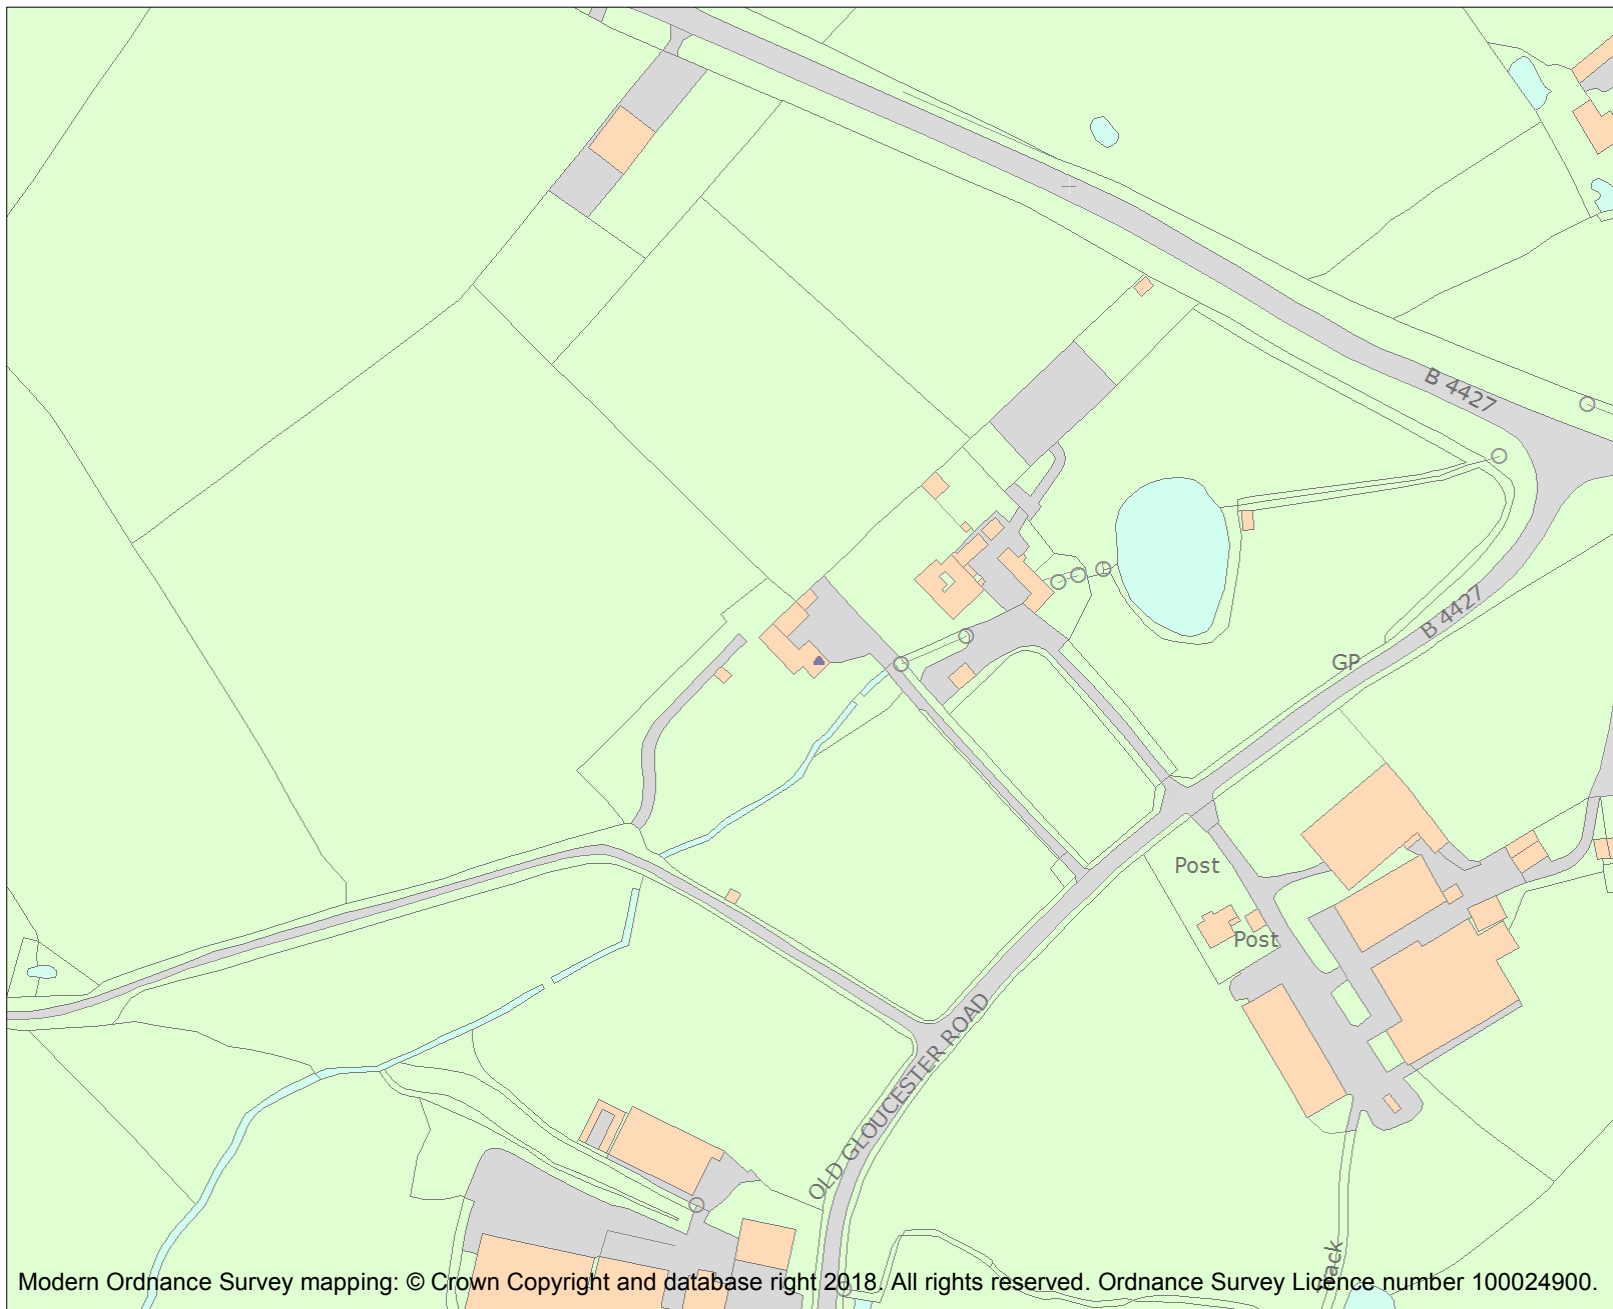 B 4427
B 4427
GP
Post
Post
OLD GLOUCESTER ROAD
Modern Ordnance Survey mapping: © Crown Copyright and database right 2018. All rights reserved. Ordnance Survey Licence number 100024900.